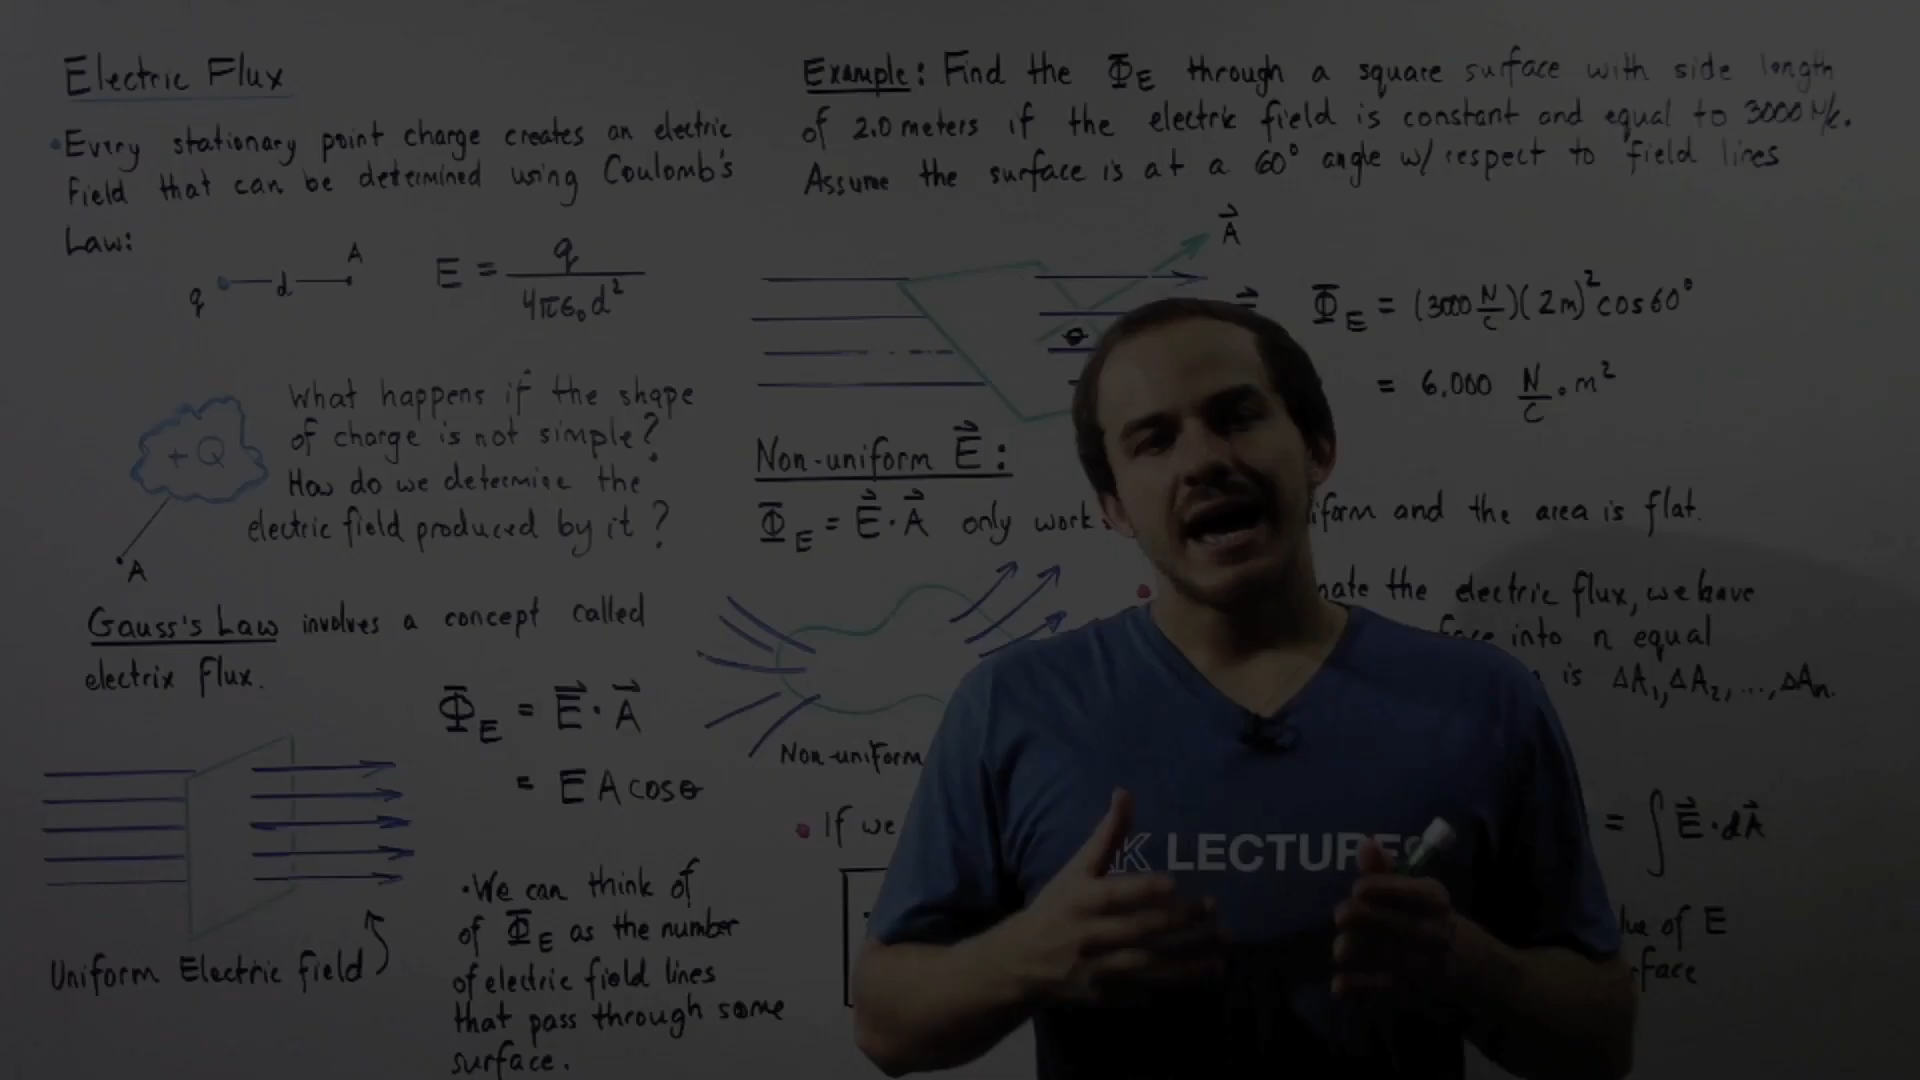 Electric Flux
• Every stationary point charge creates an electric
Field that can be determined using Coulomb's
Law:
A
q d
E = q / 4πϵ₀d²
What happens if the shape
of charge is not simple?
How do we determine the
electric field produced by it?
+Q
A
Gauss's Law involves a concept called
electrix flux.
Φ_E = E⃗ · A⃗
= E A cosθ
Uniform Electric field
• We can think of
of Φ_E as the number
of electric field lines
that pass through some
surface.
Example: Find the Φ_E through a square surface with side length
of 2.0 meters if the electric field is constant and equal to 3000 N/c.
Assume the surface is at a 60° angle w/ respect to field lines
A⃗
θ
Φ_E = (3000 N/C)(2m)² cos60°
= 6,000 N/C · m²
Non-uniform E⃗:
Φ_E = E⃗ · A⃗ only work iform and the area is flat.
nate the electric flux, we have
face into n equal
is ΔA₁, ΔA₂, ..., ΔAn.
Non-uniform
• If we
= ∫ E⃗ · dA⃗
lue of E
rface
AK LECTURES